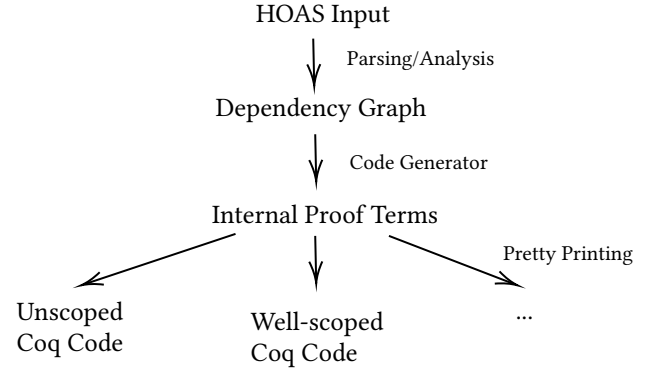 HOAS Input
Parsing/Analysis
Dependency Graph
Code Generator
Internal Proof Terms
Pretty Printing
Unscoped
Coq Code
Well-scoped
Coq Code
...